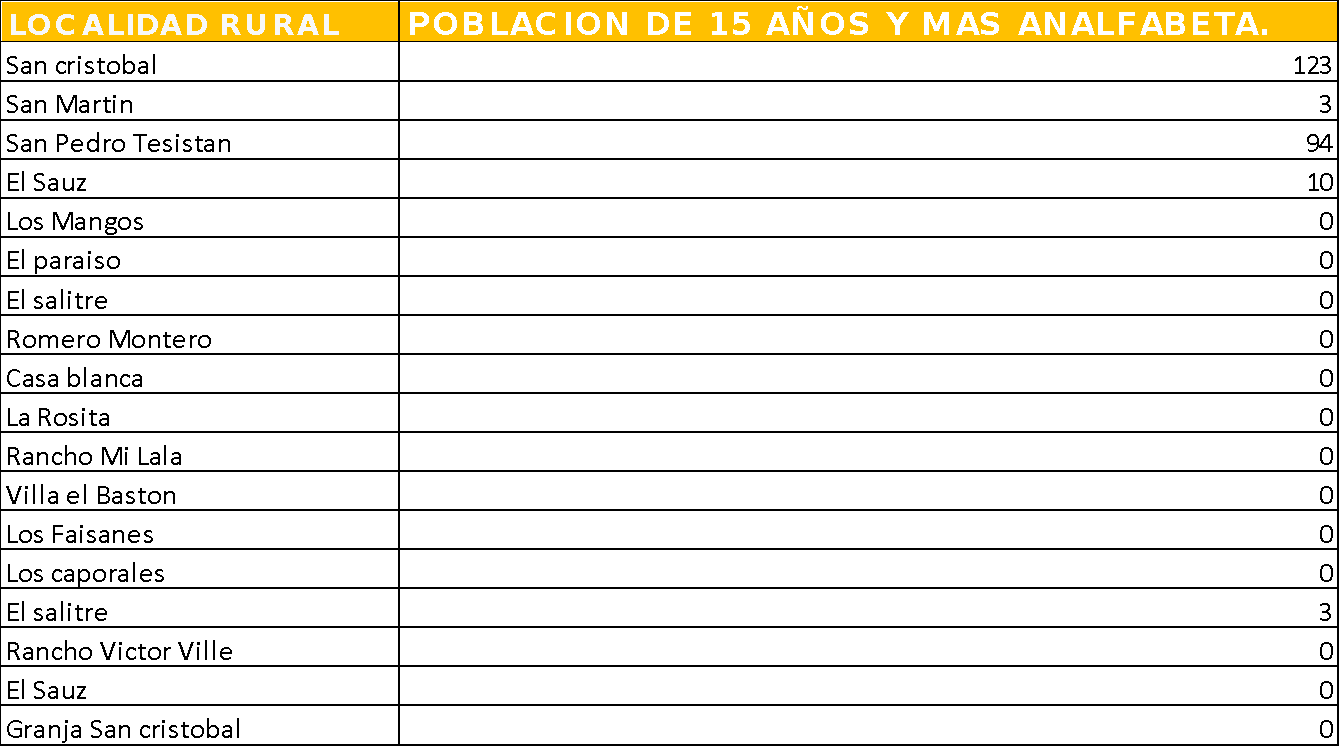 LOCALIDAD RURAL POBLACION DE 15 AÑOS Y MAS ANALFABETA.
San cristobal 123
San Martin 3
San Pedro Tesistan 94
El Sauz 10
Los Mangos 0
El paraiso 0
El salitre 0
Romero Montero 0
Casa blanca 0
La Rosita 0
Rancho Mi Lala 0
Villa el Baston 0
Los Faisanes 0
Los caporales 0
El salitre 3
Rancho Victor Ville 0
El Sauz 0
Granja San cristobal 0